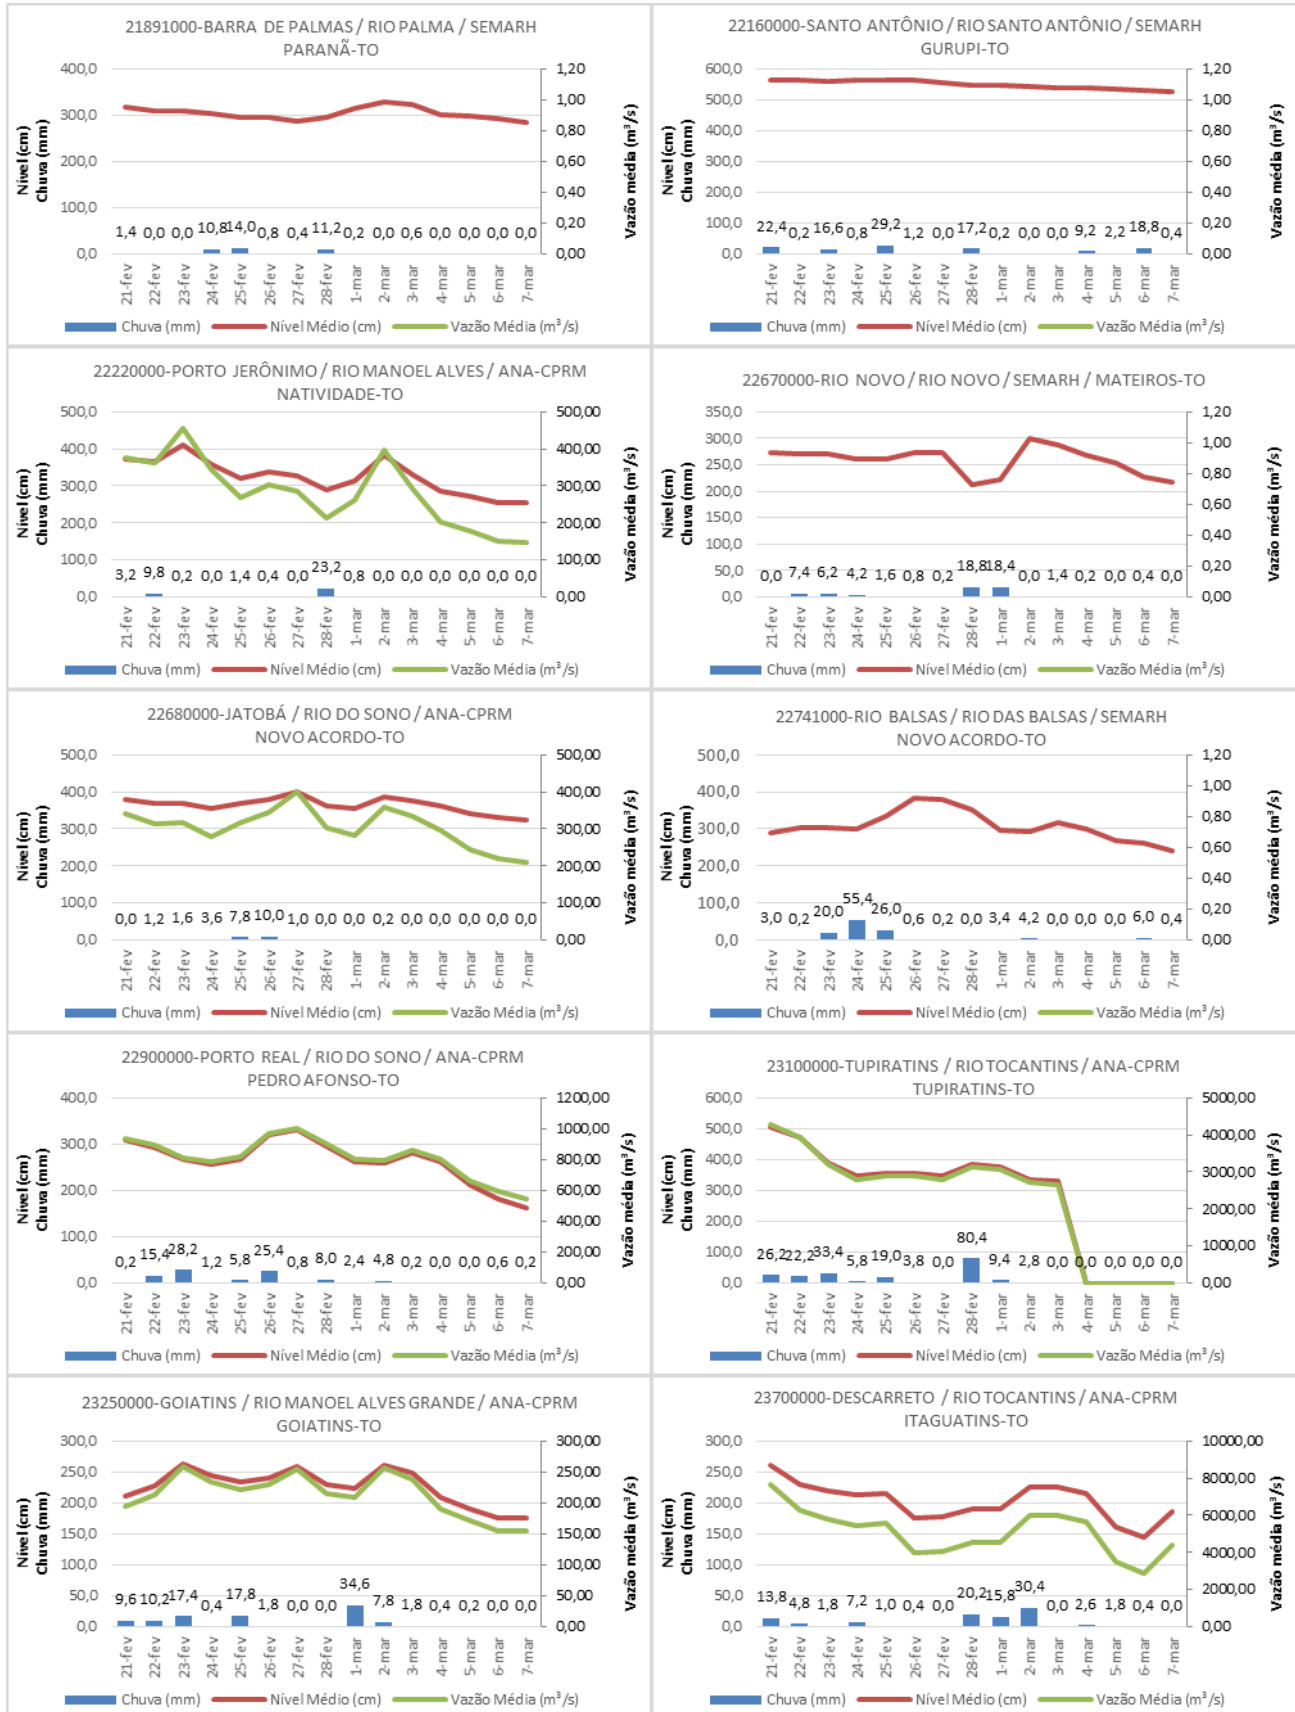 21891000-BARRA DE PALMAS / RIO PALMA / SEMARH
PARANÃ-TO
400,0
300,0
200,0
100,0
0,0
Nível (cm)
Chuva (mm)
1,20
1,00
0,80
0,60
0,40
0,20
0,00
Vazão média (m³/s)
1,4 0,0 0,0 10,8 14,0 0,8 0,4 11,2 0,2 0,0 0,6 0,0 0,0 0,0 0,0
21-fev 22-fev 23-fev 24-fev 25-fev 26-fev 27-fev 28-fev 1-mar 2-mar 3-mar 4-mar 5-mar 6-mar 7-mar
Chuva (mm) Nível Médio (cm) Vazão Média (m³/s)
22160000-SANTO ANTÔNIO / RIO SANTO ANTÔNIO / SEMARH
GURUPI-TO
600,0
500,0
400,0
300,0
200,0
100,0
0,0
Nível (cm)
Chuva (mm)
1,20
1,00
0,80
0,60
0,40
0,20
0,00
Vazão média (m³/s)
22,4 0,2 16,6 0,8 29,2 1,2 0,0 17,2 0,2 0,0 0,0 9,2 2,2 18,8 0,4
21-fev 22-fev 23-fev 24-fev 25-fev 26-fev 27-fev 28-fev 1-mar 2-mar 3-mar 4-mar 5-mar 6-mar 7-mar
Chuva (mm) Nível Médio (cm) Vazão Média (m³/s)
22220000-PORTO JERÔNIMO / RIO MANOEL ALVES / ANA-CPRM
NATIVIDADE-TO
500,0
400,0
300,0
200,0
100,0
0,0
Nível (cm)
Chuva (mm)
500,00
400,00
300,00
200,00
100,00
0,00
Vazão média (m³/s)
3,2 9,8 0,2 0,0 1,4 0,4 0,0 23,2 0,8 0,0 0,0 0,0 0,0 0,0 0,0
21-fev 22-fev 23-fev 24-fev 25-fev 26-fev 27-fev 28-fev 1-mar 2-mar 3-mar 4-mar 5-mar 6-mar 7-mar
Chuva (mm) Nível Médio (cm) Vazão Média (m³/s)
22670000-RIO NOVO / RIO NOVO / SEMARH / MATEIROS-TO
350,0
300,0
250,0
200,0
150,0
100,0
50,0
0,0
Nível (cm)
Chuva (mm)
1,20
1,00
0,80
0,60
0,40
0,20
0,00
Vazão média (m³/s)
0,0 7,4 6,2 4,2 1,6 0,8 0,2 18,8 18,4 0,0 1,4 0,2 0,0 0,4 0,0
21-fev 22-fev 23-fev 24-fev 25-fev 26-fev 27-fev 28-fev 1-mar 2-mar 3-mar 4-mar 5-mar 6-mar 7-mar
Chuva (mm) Nível Médio (cm) Vazão Média (m³/s)
22680000-JATOBÁ / RIO DO SONO / ANA-CPRM
NOVO ACORDO-TO
500,0
400,0
300,0
200,0
100,0
0,0
Nível (cm)
Chuva (mm)
500,00
400,00
300,00
200,00
100,00
0,00
Vazão média (m³/s)
0,0 1,2 1,6 3,6 7,8 10,0 1,0 0,0 0,0 0,2 0,0 0,0 0,0 0,0 0,0
21-fev 22-fev 23-fev 24-fev 25-fev 26-fev 27-fev 28-fev 1-mar 2-mar 3-mar 4-mar 5-mar 6-mar 7-mar
Chuva (mm) Nível Médio (cm) Vazão Média (m³/s)
22741000-RIO BALSAS / RIO DAS BALSAS / SEMARH
NOVO ACORDO-TO
500,0
400,0
300,0
200,0
100,0
0,0
Nível (cm)
Chuva (mm)
1,20
1,00
0,80
0,60
0,40
0,20
0,00
Vazão média (m³/s)
3,0 0,2 20,0 55,4 26,0 0,6 0,2 0,0 3,4 4,2 0,0 0,0 0,0 6,0 0,4
21-fev 22-fev 23-fev 24-fev 25-fev 26-fev 27-fev 28-fev 1-mar 2-mar 3-mar 4-mar 5-mar 6-mar 7-mar
Chuva (mm) Nível Médio (cm) Vazão Média (m³/s)
22900000-PORTO REAL / RIO DO SONO / ANA-CPRM
PEDRO AFONSO-TO
400,0
300,0
200,0
100,0
0,0
Nível (cm)
Chuva (mm)
1200,00
1000,00
800,00
600,00
400,00
200,00
0,00
Vazão média (m³/s)
0,2 15,4 28,2 1,2 5,8 25,4 0,8 8,0 2,4 4,8 0,2 0,0 0,0 0,6 0,2
21-fev 22-fev 23-fev 24-fev 25-fev 26-fev 27-fev 28-fev 1-mar 2-mar 3-mar 4-mar 5-mar 6-mar 7-mar
Chuva (mm) Nível Médio (cm) Vazão Média (m³/s)
23100000-TUPIRATINS / RIO TOCANTINS / ANA-CPRM
TUPIRATINS-TO
600,0
500,0
400,0
300,0
200,0
100,0
0,0
Nível (cm)
Chuva (mm)
5000,00
4000,00
3000,00
2000,00
1000,00
0,00
Vazão média (m³/s)
26,2 22,2 33,4 5,8 19,0 3,8 0,0 80,4 9,4 2,8 0,0 0,0 0,0 0,0 0,0
21-fev 22-fev 23-fev 24-fev 25-fev 26-fev 27-fev 28-fev 1-mar 2-mar 3-mar 4-mar 5-mar 6-mar 7-mar
Chuva (mm) Nível Médio (cm) Vazão Média (m³/s)
23250000-GOIATINS / RIO MANOEL ALVES GRANDE / ANA-CPRM
GOIATINS-TO
300,0
250,0
200,0
150,0
100,0
50,0
0,0
Nível (cm)
Chuva (mm)
300,00
250,00
200,00
150,00
100,00
50,00
0,00
Vazão média (m³/s)
9,6 10,2 17,4 0,4 17,8 1,8 0,0 0,0 34,6 7,8 1,8 0,4 0,2 0,0 0,0
21-fev 22-fev 23-fev 24-fev 25-fev 26-fev 27-fev 28-fev 1-mar 2-mar 3-mar 4-mar 5-mar 6-mar 7-mar
Chuva (mm) Nível Médio (cm) Vazão Média (m³/s)
23700000-DESCARRETO / RIO TOCANTINS / ANA-CPRM
ITAGUATINS-TO
300,0
250,0
200,0
150,0
100,0
50,0
0,0
Nível (cm)
Chuva (mm)
10000,00
8000,00
6000,00
4000,00
2000,00
0,00
Vazão média (m³/s)
13,8 4,8 1,8 7,2 1,0 0,4 0,0 20,2 15,8 30,4 0,0 2,6 1,8 0,4 0,0
21-fev 22-fev 23-fev 24-fev 25-fev 26-fev 27-fev 28-fev 1-mar 2-mar 3-mar 4-mar 5-mar 6-mar 7-mar
Chuva (mm) Nível Médio (cm) Vazão Média (m³/s)